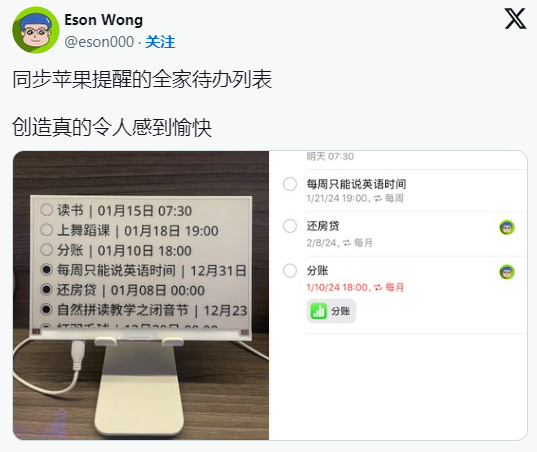 Eson Wong
@eson000 · 关注
同步苹果提醒的全家待办列表
创造真的令人感到愉快
读书 | 01月15日 07:30
上舞蹈课 | 01月18日 19:00
分账 | 01月10日 18:00
每周只能说英语时间 | 12月31日
还房贷 | 01月08日 00:00
自然拼读教学之闭音节 | 12月23
明天 07:30
每周只能说英语时间
1/21/24 19:00, 每周
还房贷
2/8/24, 每月
分账
1/10/24 18:00, 每月
分账